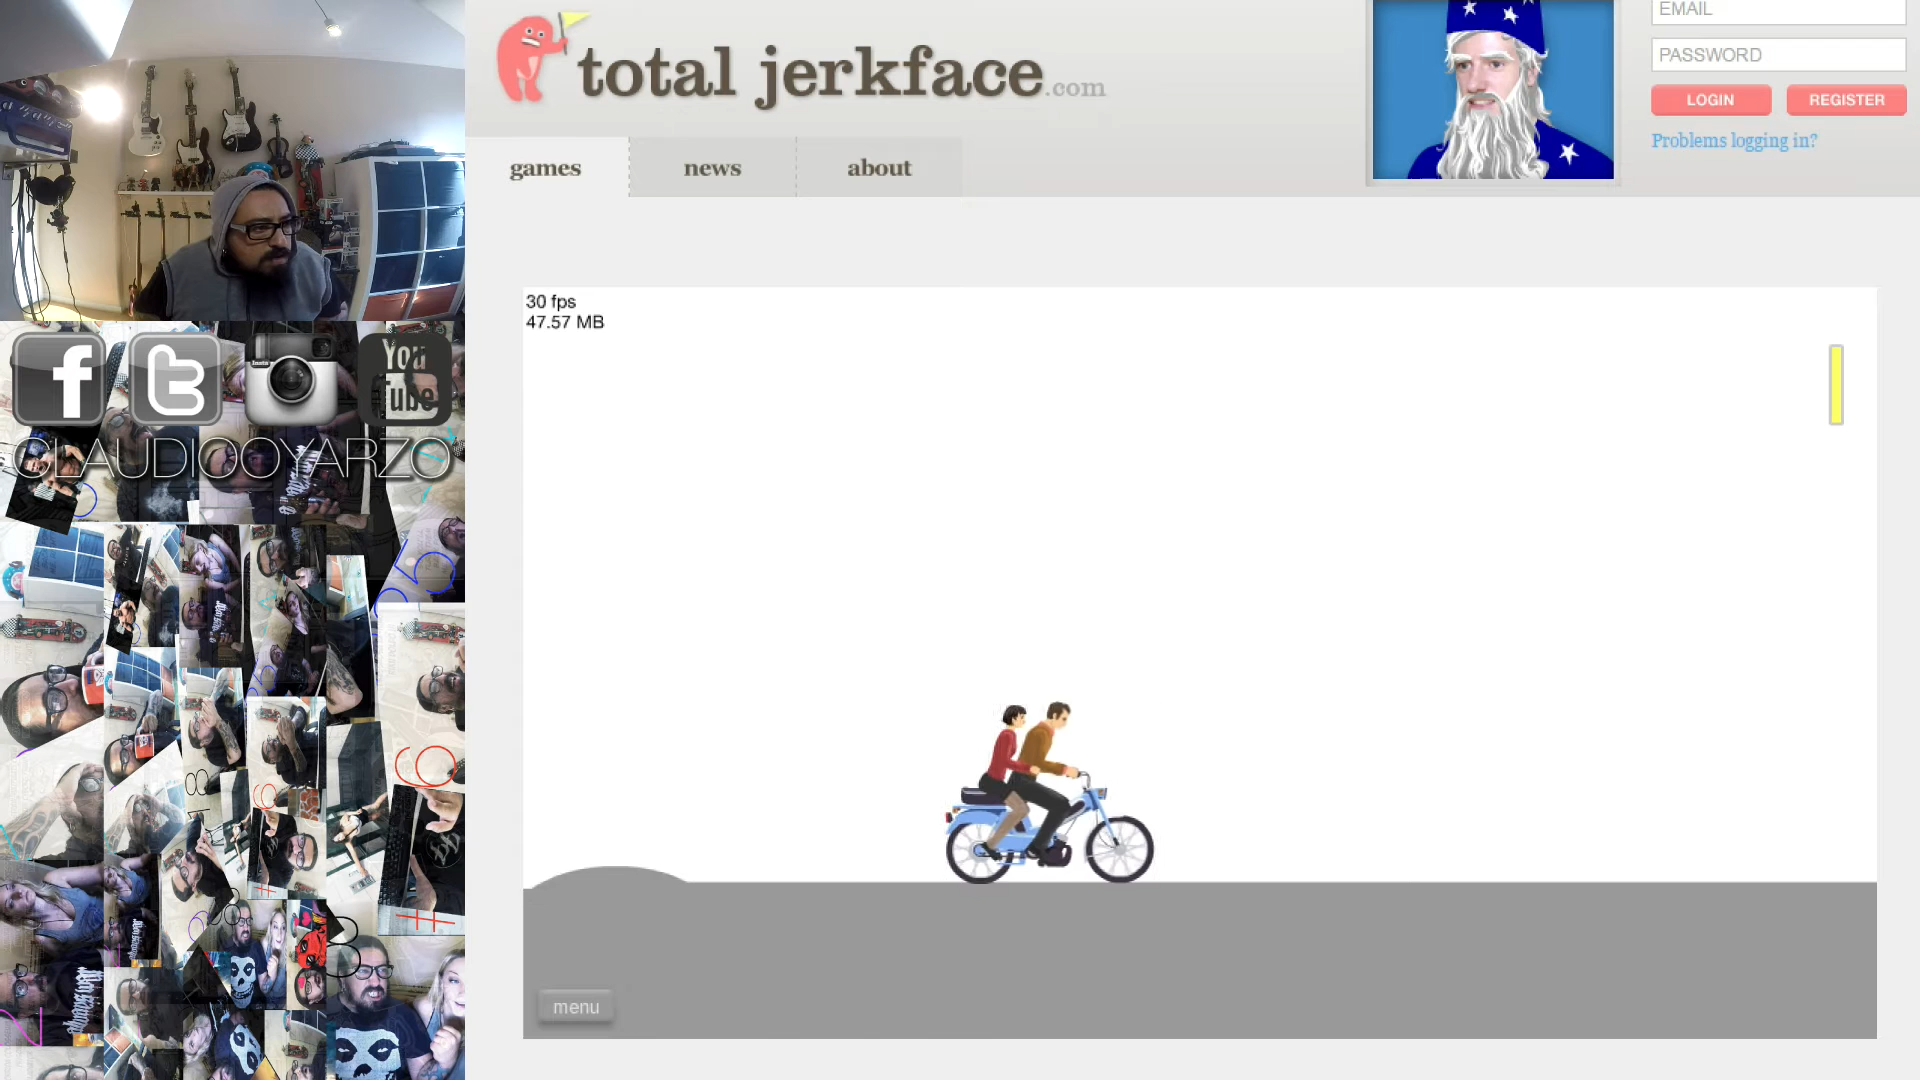 total jerkface.com
EMAIL
PASSWORD
LOGIN
REGISTER
Problems logging in?
games
news
about
30 fps
47.57 MB
You
Tube
CLAUDIOOYARZO
menu